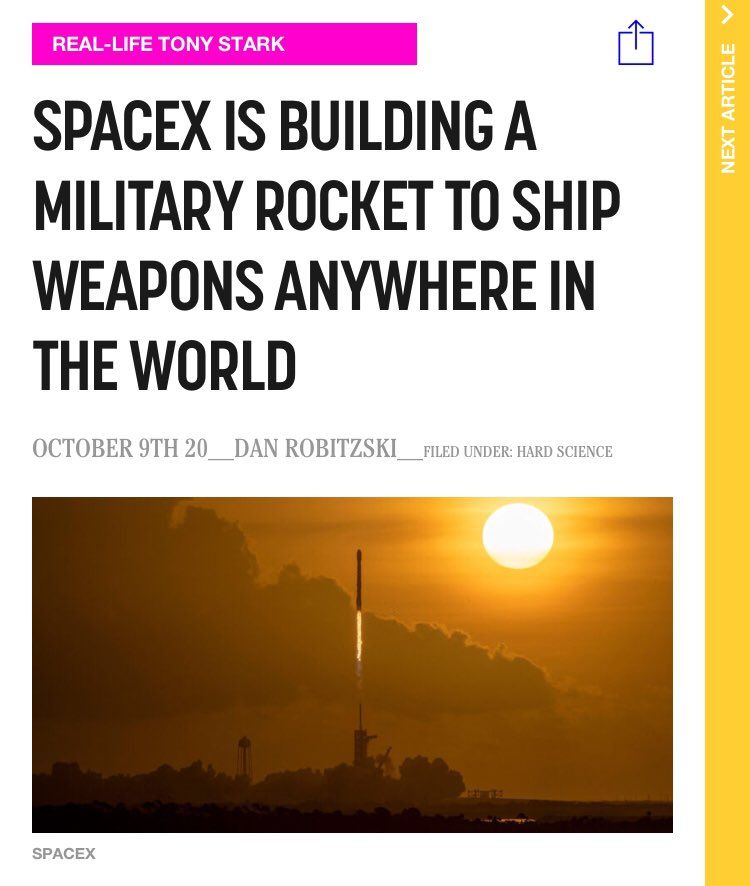 REAL-LIFE TONY STARK
SPACEX IS BUILDING A
MILITARY ROCKET TO SHIP
WEAPONS ANYWHERE IN
THE WORLD
OCTOBER 9TH 20__DAN ROBITZSKI__FILED UNDER: HARD SCIENCE
SPACEX
NEXT ARTICLE